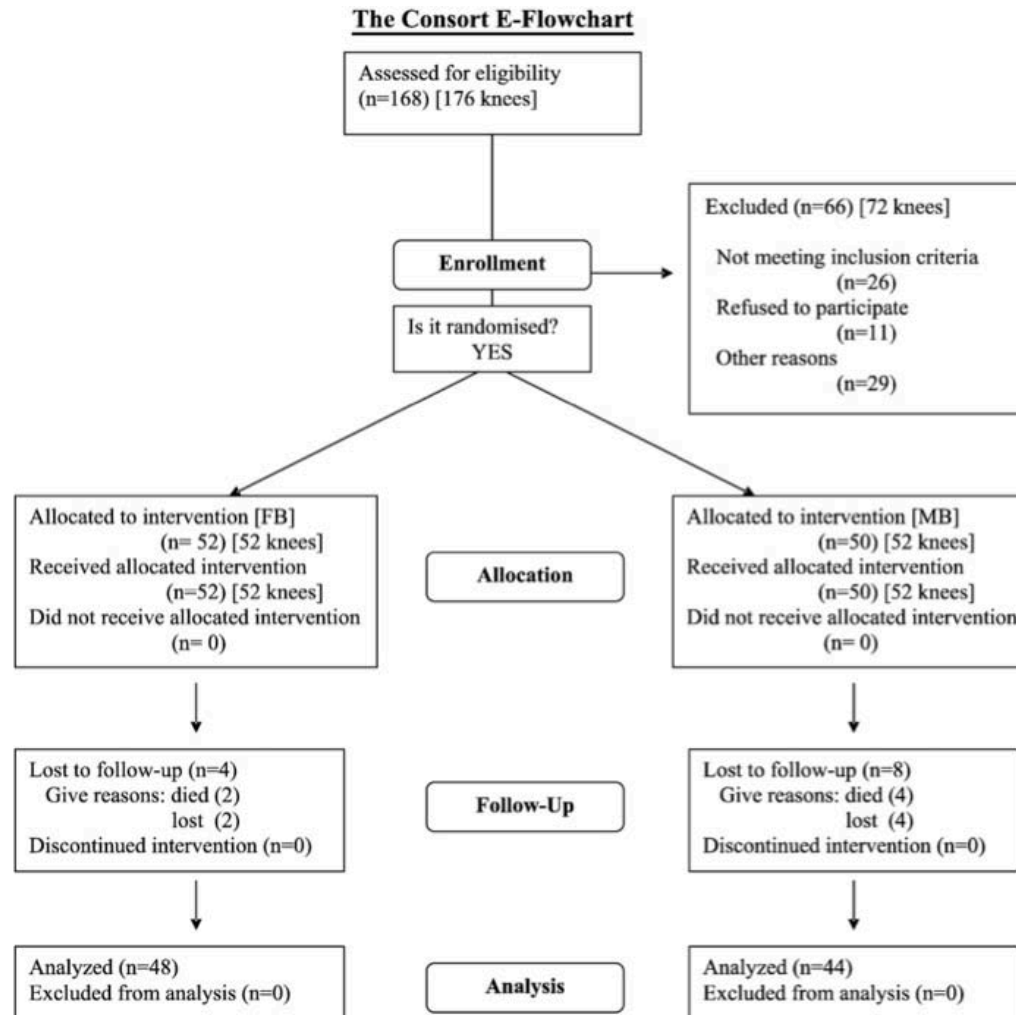 The Consort E-Flowchart
Assessed for eligibility
(n=168) [176 knees]
Excluded (n=66) [72 knees]
Not meeting inclusion criteria
(n=26)
Refused to participate
(n=11)
Other reasons
(n=29)
Enrollment
Is it randomised?
YES
Allocated to intervention [FB]
(n= 52) [52 knees]
Received allocated intervention
(n=52) [52 knees]
Did not receive allocated intervention
(n= 0)
Allocation
Allocated to intervention [MB]
(n=50) [52 knees]
Received allocated intervention
(n=50) [52 knees]
Did not receive allocated intervention
(n= 0)
Lost to follow-up (n=4)
Give reasons: died (2)
lost (2)
Discontinued intervention (n=0)
Follow-Up
Lost to follow-up (n=8)
Give reasons: died (4)
lost (4)
Discontinued intervention (n=0)
Analyzed (n=48)
Excluded from analysis (n=0)
Analysis
Analyzed (n=44)
Excluded from analysis (n=0)